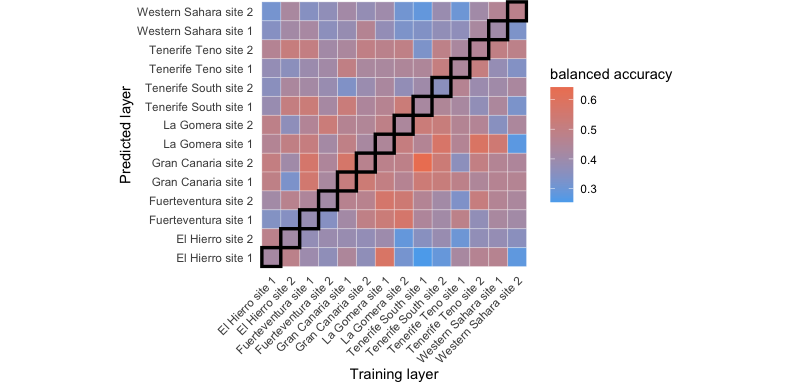 Western Sahara site 2
Western Sahara site 1
Tenerife Teno site 2
Tenerife Teno site 1
Tenerife South site 2
Tenerife South site 1
La Gomera site 2
La Gomera site 1
Gran Canaria site 2
Gran Canaria site 1
Fuerteventura site 2
Fuerteventura site 1
El Hierro site 2
El Hierro site 1
Predicted layer
El Hierro site 1
El Hierro site 2
Fuerteventura site 1
Fuerteventura site 2
Gran Canaria site 1
Gran Canaria site 2
La Gomera site 1
La Gomera site 2
Tenerife South site 1
Tenerife South site 2
Tenerife Teno site 1
Tenerife Teno site 2
Western Sahara site 1
Western Sahara site 2
Training layer
balanced accuracy
0.6
0.5
0.4
0.3